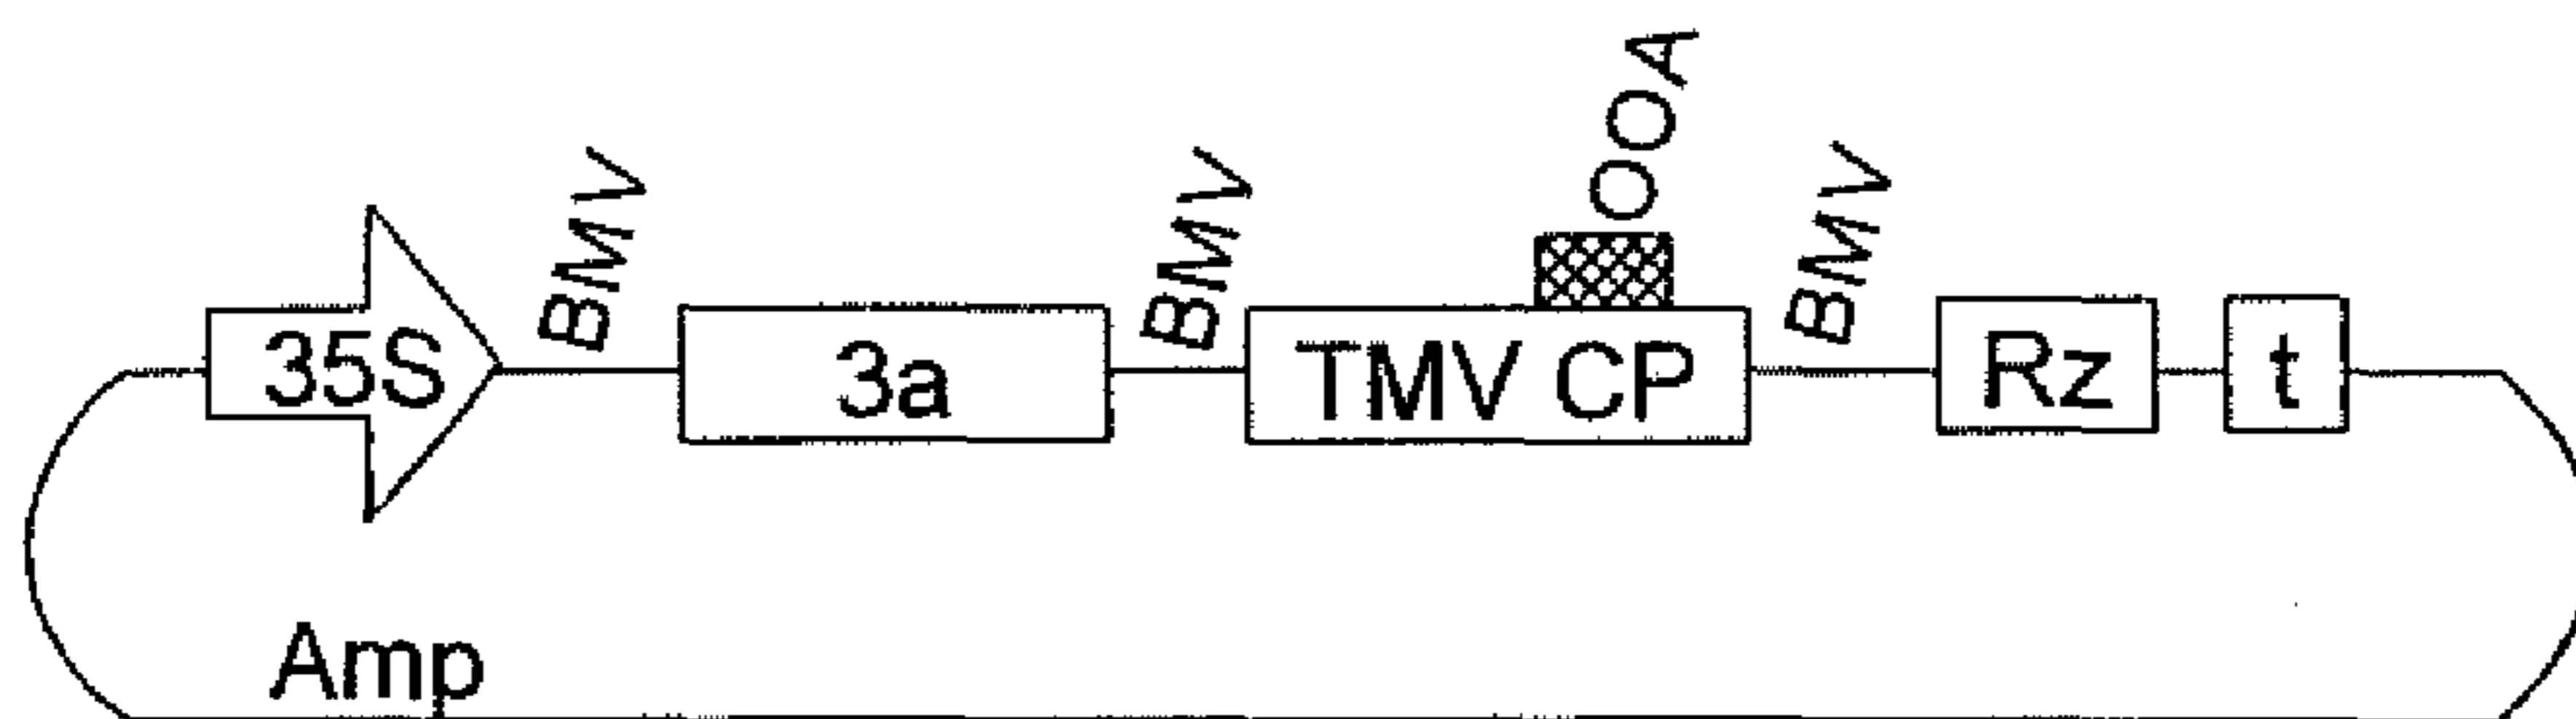 35S
BMV
3a
BMV
TMV CP
OOA
BMV
Rz
t
Amp